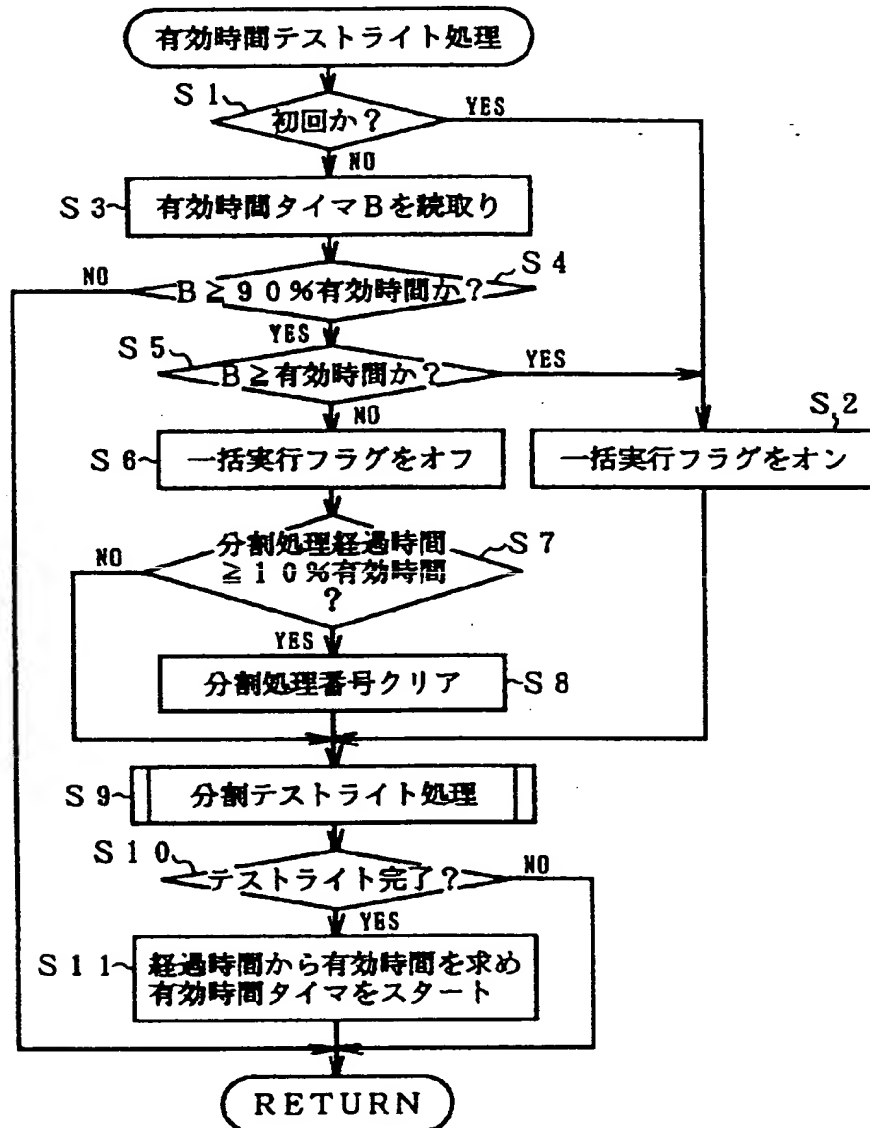 有効時間テストライト処理
S1
初回か?
YES
NO
S3
有効時間タイマBを読取り
NO
S4
B≧90%有効時間か?
YES
S5
B≧有効時間か?
YES
NO
S2
S6
一括実行フラグをオフ
一括実行フラグをオン
NO
分割処理経過時間
≧10%有効時間
?
S7
YES
分割処理番号クリア
S8
S9
分割テストライト処理
S10
テストライト完了?
NO
YES
S11
経過時間から有効時間を求め
有効時間タイマをスタート
RETURN